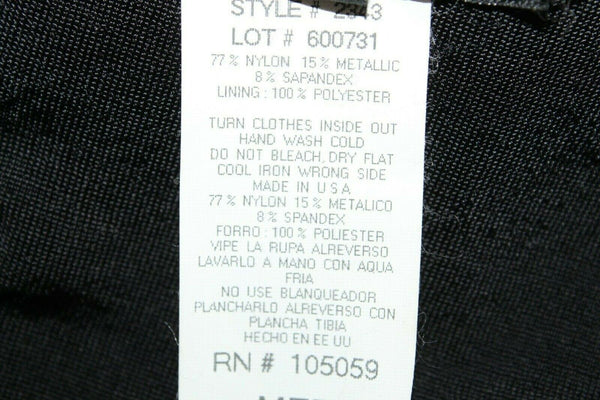 STYLE # 2343
LOT # 600731
77% NYLON 15% METALLIC
8% SAPANDEX
LINING : 100% POLYESTER
TURN CLOTHES INSIDE OUT
HAND WASH COLD
DO NOT BLEACH, DRY FLAT
COOL IRON WRONG SIDE
MADE IN U S A
77% NYLON 15% METALICO
8% SPANDEX
FORRO : 100% POLIESTER
VIPE LA RUPA ALREVERSO
LAVARLO A MANO CON AQUA
FRIA
NO USE BLANQUEADOR
PLANCHARLO ALREVERSO CON
PLANCHA TIBIA
HECHO EN EE UU
RN # 105059